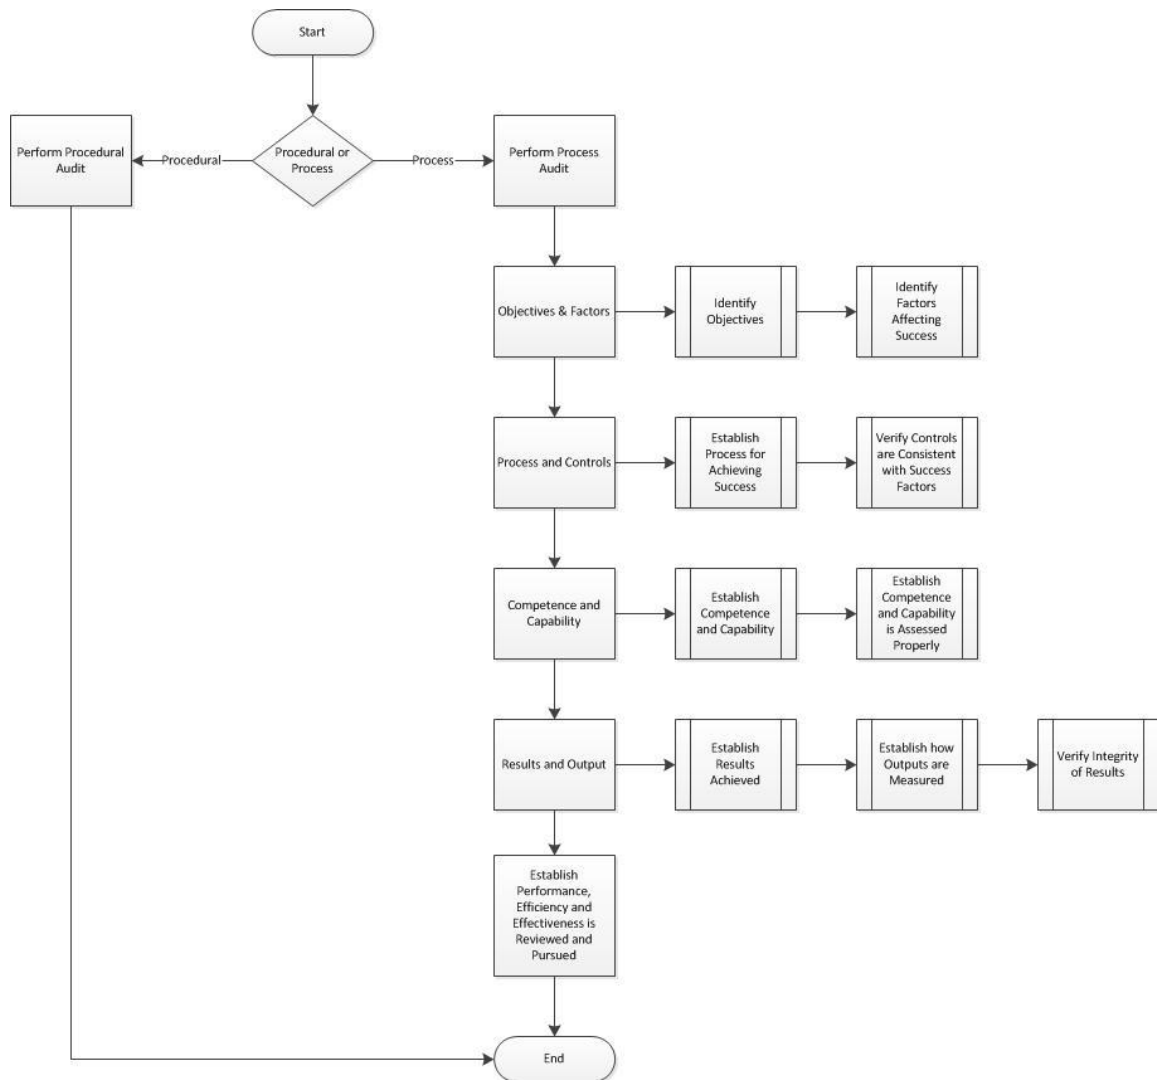 Start
Perform Procedural
Audit
Procedural
Procedural or
Process
Process
Perform Process
Audit
Objectives & Factors
Identify
Objectives
Identify
Factors
Affecting
Success
Process and Controls
Establish
Process for
Achieving
Success
Verify Controls
are Consistent
with Success
Factors
Competence and
Capability
Establish
Competence
and Capability
Establish
Competence
and Capability
is Assessed
Properly
Results and Output
Establish
Results
Achieved
Establish how
Outputs are
Measured
Verify Integrity
of Results
Establish
Performance,
Efficiency and
Effectiveness is
Reviewed and
Pursued
End